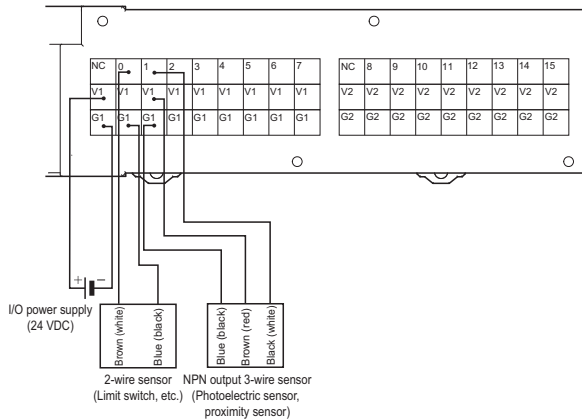 NC 0 1 2 3 4 5 6 7 NC 8 9 10 11 12 13 14 15
V1 V1 V1 V1 V1 V1 V1 V1 V1 V2 V2 V2 V2 V2 V2 V2 V2 V2
G1 G1 G1 G1 G1 G1 G1 G1 G1 G2 G2 G2 G2 G2 G2 G2 G2 G2
+ −
I/O power supply
(24 VDC)
Brown (white)
Blue (black)
Blue (black)
Brown (red)
Black (white)
2-wire sensor
(Limit switch, etc.)
NPN output 3-wire sensor
(Photoelectric sensor,
proximity sensor)